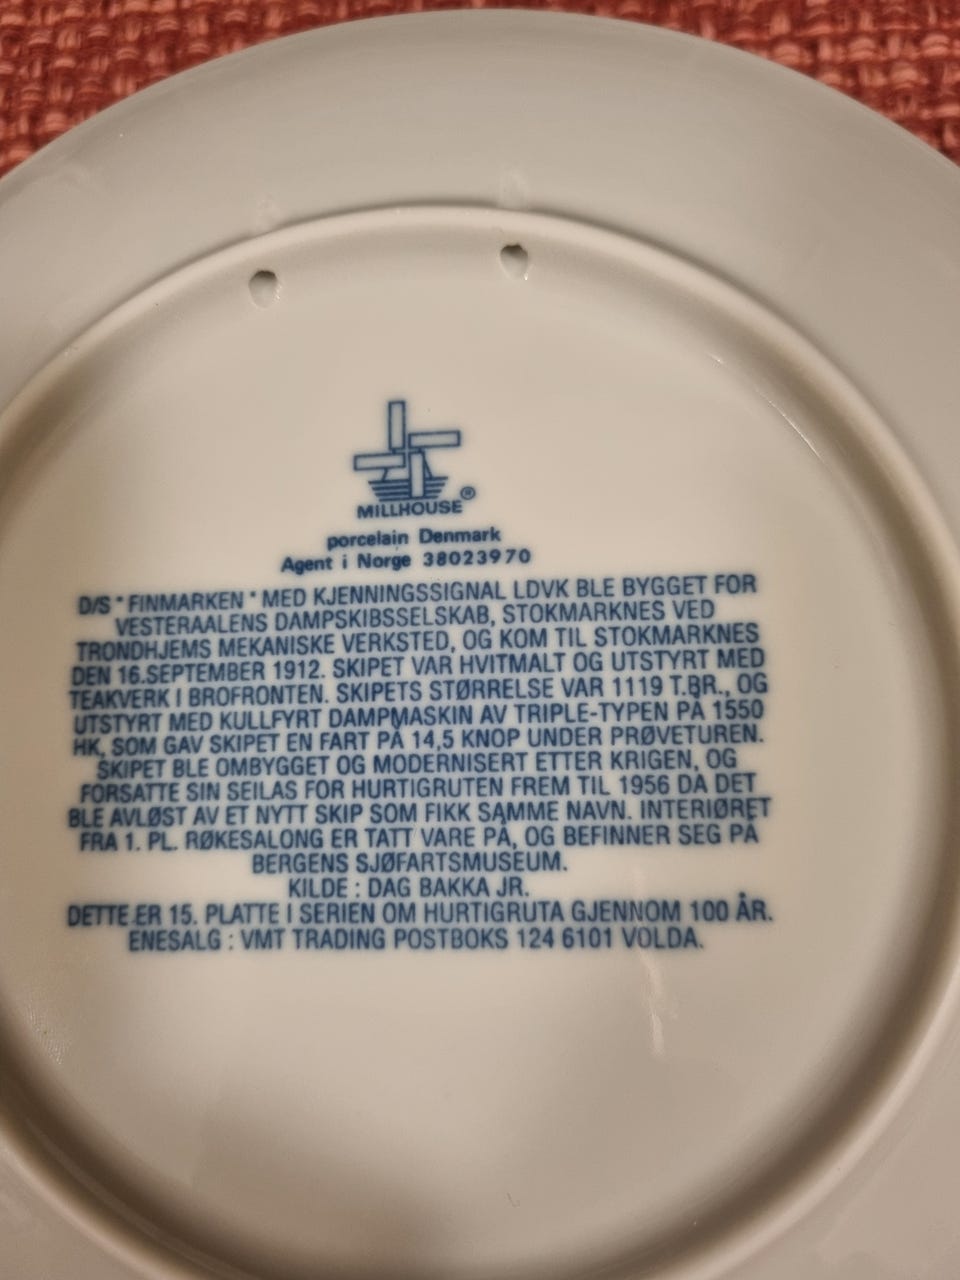 MILLHOUSE ®
porcelain Denmark
Agent i Norge 38023970
D/S "FINMARKEN" MED KJENNINGSSIGNAL LDVK BLE BYGGET FOR
VESTERAALENS DAMPSKIBSSELSKAB, STOKMARKNES VED
TRONDHJEMS MEKANISKE VERKSTED, OG KOM TIL STOKMARKNES
DEN 16.SEPTEMBER 1912. SKIPET VAR HVITMALT OG UTSTYRT MED
TEAKVERK I BROFRONTEN. SKIPETS STØRRELSE VAR 1119 T.BR., OG
UTSTYRT MED KULLFYRT DAMPMASKIN AV TRIPLE-TYPEN PÅ 1550
HK, SOM GAV SKIPET EN FART PÅ 14,5 KNOP UNDER PRØVETUREN.
SKIPET BLE OMBYGGET OG MODERNISERT ETTER KRIGEN, OG
FORSATTE SIN SEILAS FOR HURTIGRUTEN FREM TIL 1956 DA DET
BLE AVLØST AV ET NYTT SKIP SOM FIKK SAMME NAVN. INTERIØRET
FRA 1. PL. RØKESALONG ER TATT VARE PÅ, OG BEFINNER SEG PÅ
BERGENS SJØFARTSMUSEUM.
KILDE : DAG BAKKA JR.
DETTE ER 15. PLATTE I SERIEN OM HURTIGRUTA GJENNOM 100 ÅR.
ENESALG : VMT TRADING POSTBOKS 124 6101 VOLDA.